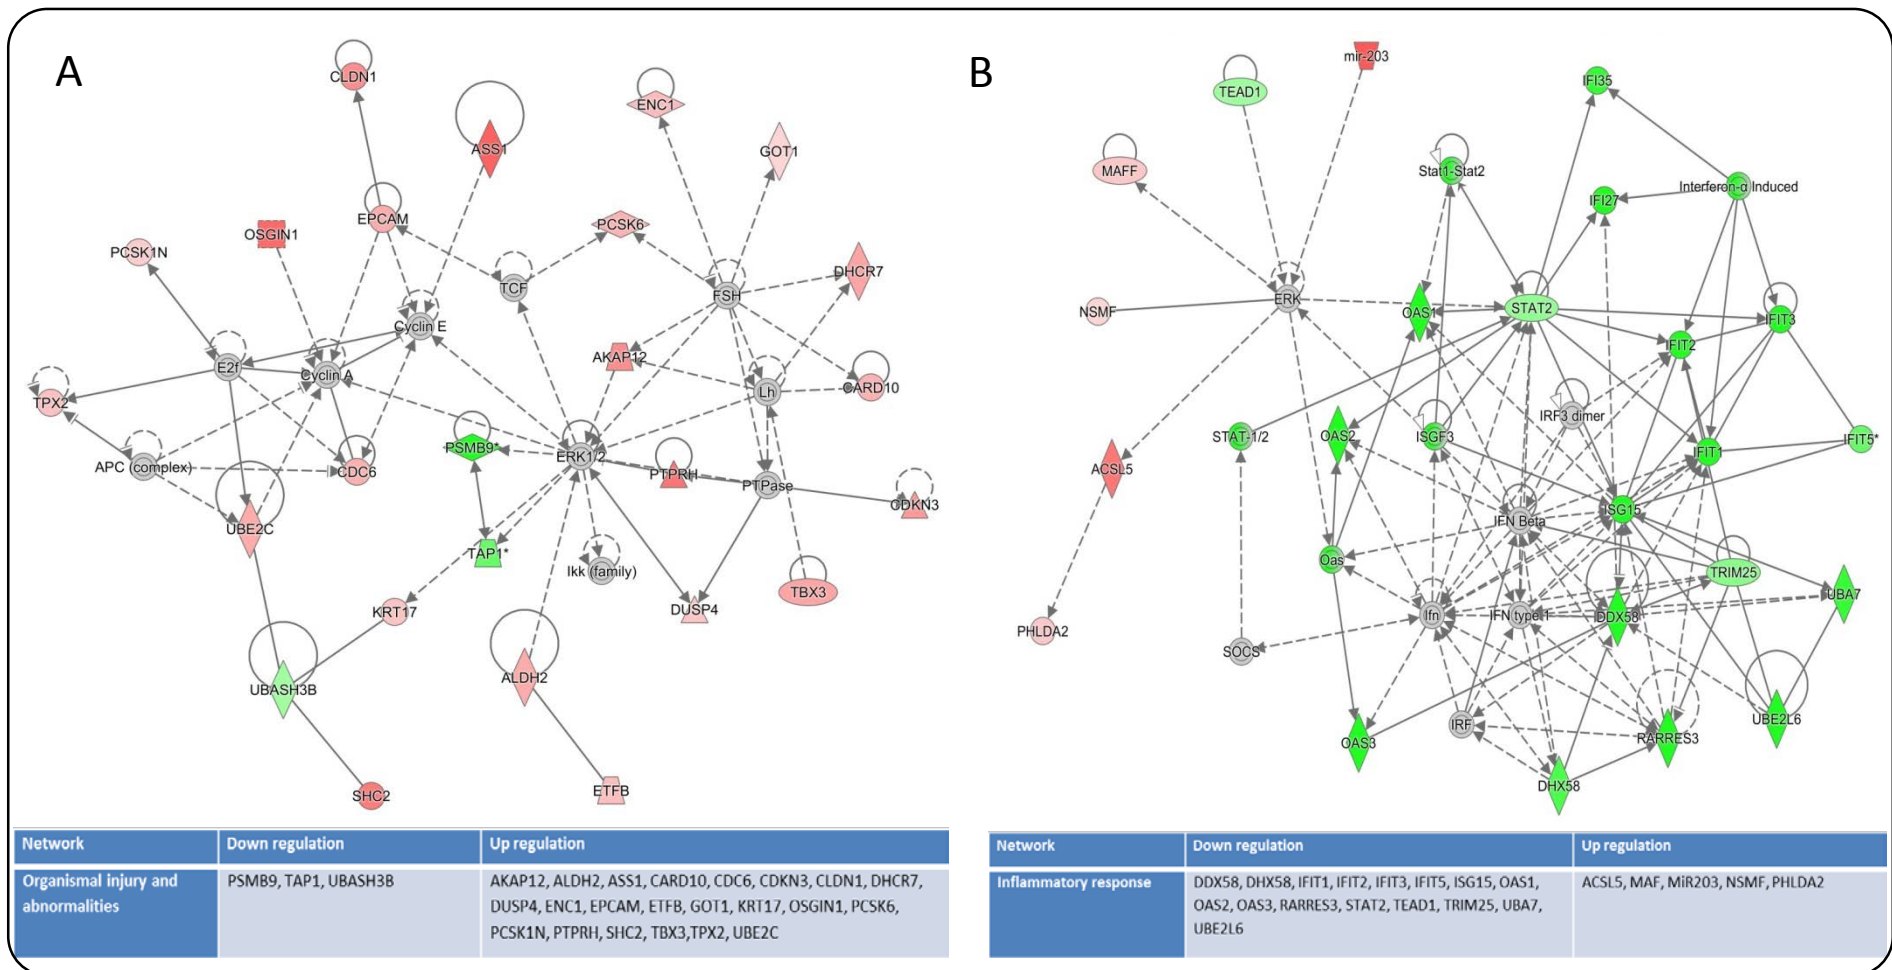 A
CLDN1
ASS1
ENC1
GOT1
EPCAM
PCSK6
OSGIN1
PCSK1N
TCF
FSH
DHCR7
Cyclin E
E2f
Cyclin A
AKAP12
Lh
CARD10
TPX2
APC (complex)
CDC6
PSMB9*
ERK1/2
PTPRH
PTPase
CDKN3
UBE2C
TAP1*
Ikk (family)
TBX3
KRT17
DUSP4
UBASH3B
ALDH2
SHC2
ETFB
Network Down regulation Up regulation
Organismal injury and abnormalities
PSMB9, TAP1, UBASH3B
AKAP12, ALDH2, ASS1, CARD10, CDC6, CDKN3, CLDN1, DHCR7,
DUSP4, ENC1, EPCAM, ETFB, GOT1, KRT17, OSGIN1, PCSK6,
PCSK1N, PTPRH, SHC2, TBX3,TPX2, UBE2C
B
mir-203
TEAD1
IFI35
MAFF
Stat1-Stat2
Interferon-α Induced
IFI27
ERK
NSMF
OAS1
STAT2
IFIT3
IFIT2
IRF3 dimer
STAT-1/2
OAS2
ISGF3
IFIT1
IFIT5*
ACSL5
IFN Beta
ISG15
Oas
TRIM25
UBA7
Ifn
IFN type 1
DDX58
PHLDA2
SOCS
IRF
OAS3
RARRES3
UBE2L6
DHX58
Network Down regulation Up regulation
Inflammatory response
DDX58, DHX58, IFIT1, IFIT2, IFIT3, IFIT5, ISG15, OAS1,
OAS2, OAS3, RARRES3, STAT2, TEAD1, TRIM25, UBA7,
UBE2L6
ACSL5, MAF, MiR203, NSMF, PHLDA2